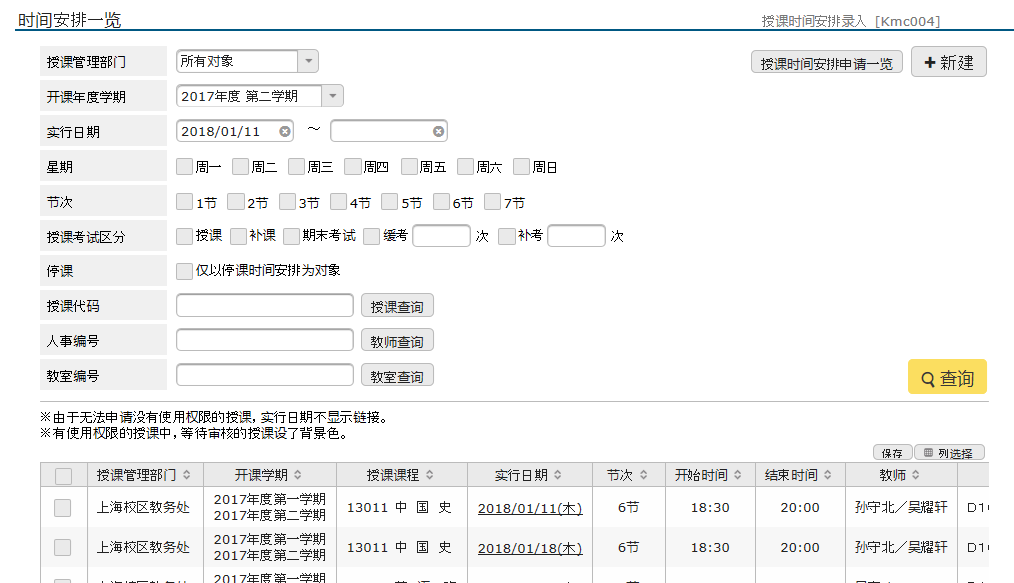 时间安排一览
授课时间安排录入 [Kmc004]
授课管理部门 所有对象 授课时间安排申请一览 新建
开课年度学期 2017年度 第二学期
实行日期 2018/01/11 ～
星期 周一 周二 周三 周四 周五 周六 周日
节次 1节 2节 3节 4节 5节 6节 7节
授课考试区分 授课 补课 期末考试 缓考 次 补考 次
停课 仅以停课时间安排为对象
授课代码 授课查询
人事编号 教师查询
教室编号 教室查询 查询
※由于无法申请没有使用权限的授课, 实行日期不显示链接。
※有使用权限的授课中, 等待审核的授课设了背景色。
保存 列选择
授课管理部门 开课学期 授课课程 实行日期 节次 开始时间 结束时间 教师
上海校区教务处 2017年度第一学期 13011 中 国 史 2018/01/11(木) 6节 18:30 20:00 孙守北／吴耀轩
2017年度第二学期
上海校区教务处 2017年度第一学期 13011 中 国 史 2018/01/18(木) 6节 18:30 20:00 孙守北／吴耀轩
2017年度第二学期
2017年度第一学期